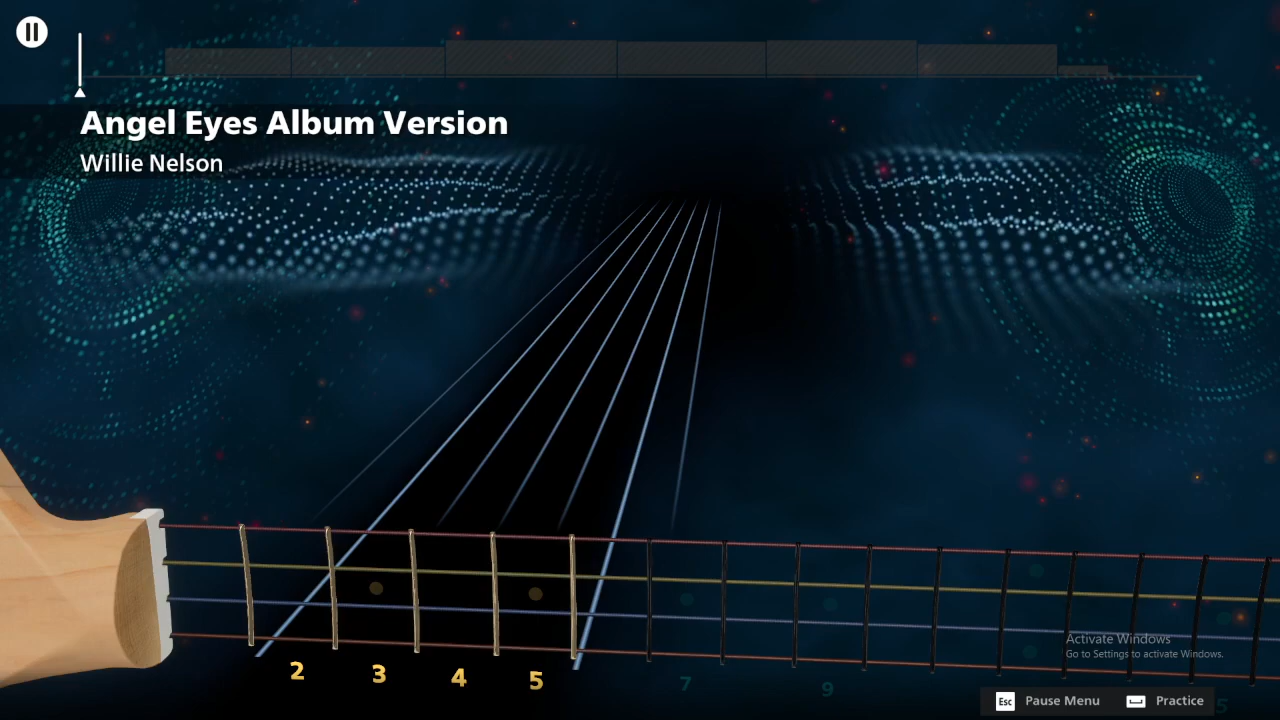 Angel Eyes Album Version
Willie Nelson
2 3 4 5 7 9
Activate Windows
Go to Settings to activate Windows.
Esc Pause Menu Practice